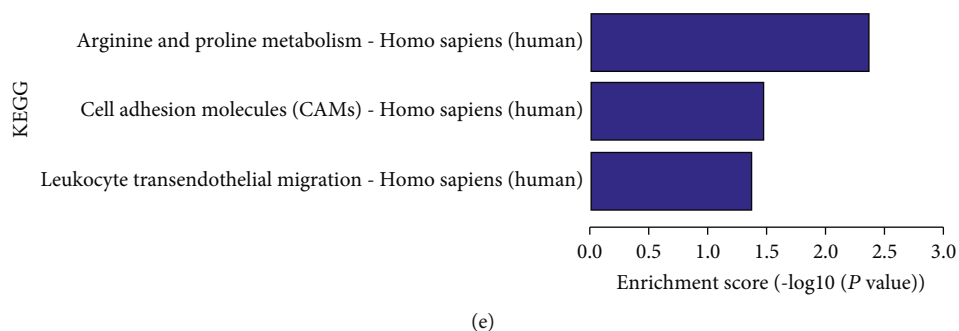 KEGG
Arginine and proline metabolism - Homo sapiens (human)
Cell adhesion molecules (CAMs) - Homo sapiens (human)
Leukocyte transendothelial migration - Homo sapiens (human)
0.0 0.5 1.0 1.5 2.0 2.5 3.0
Enrichment score (-log10 (P value))
(e)